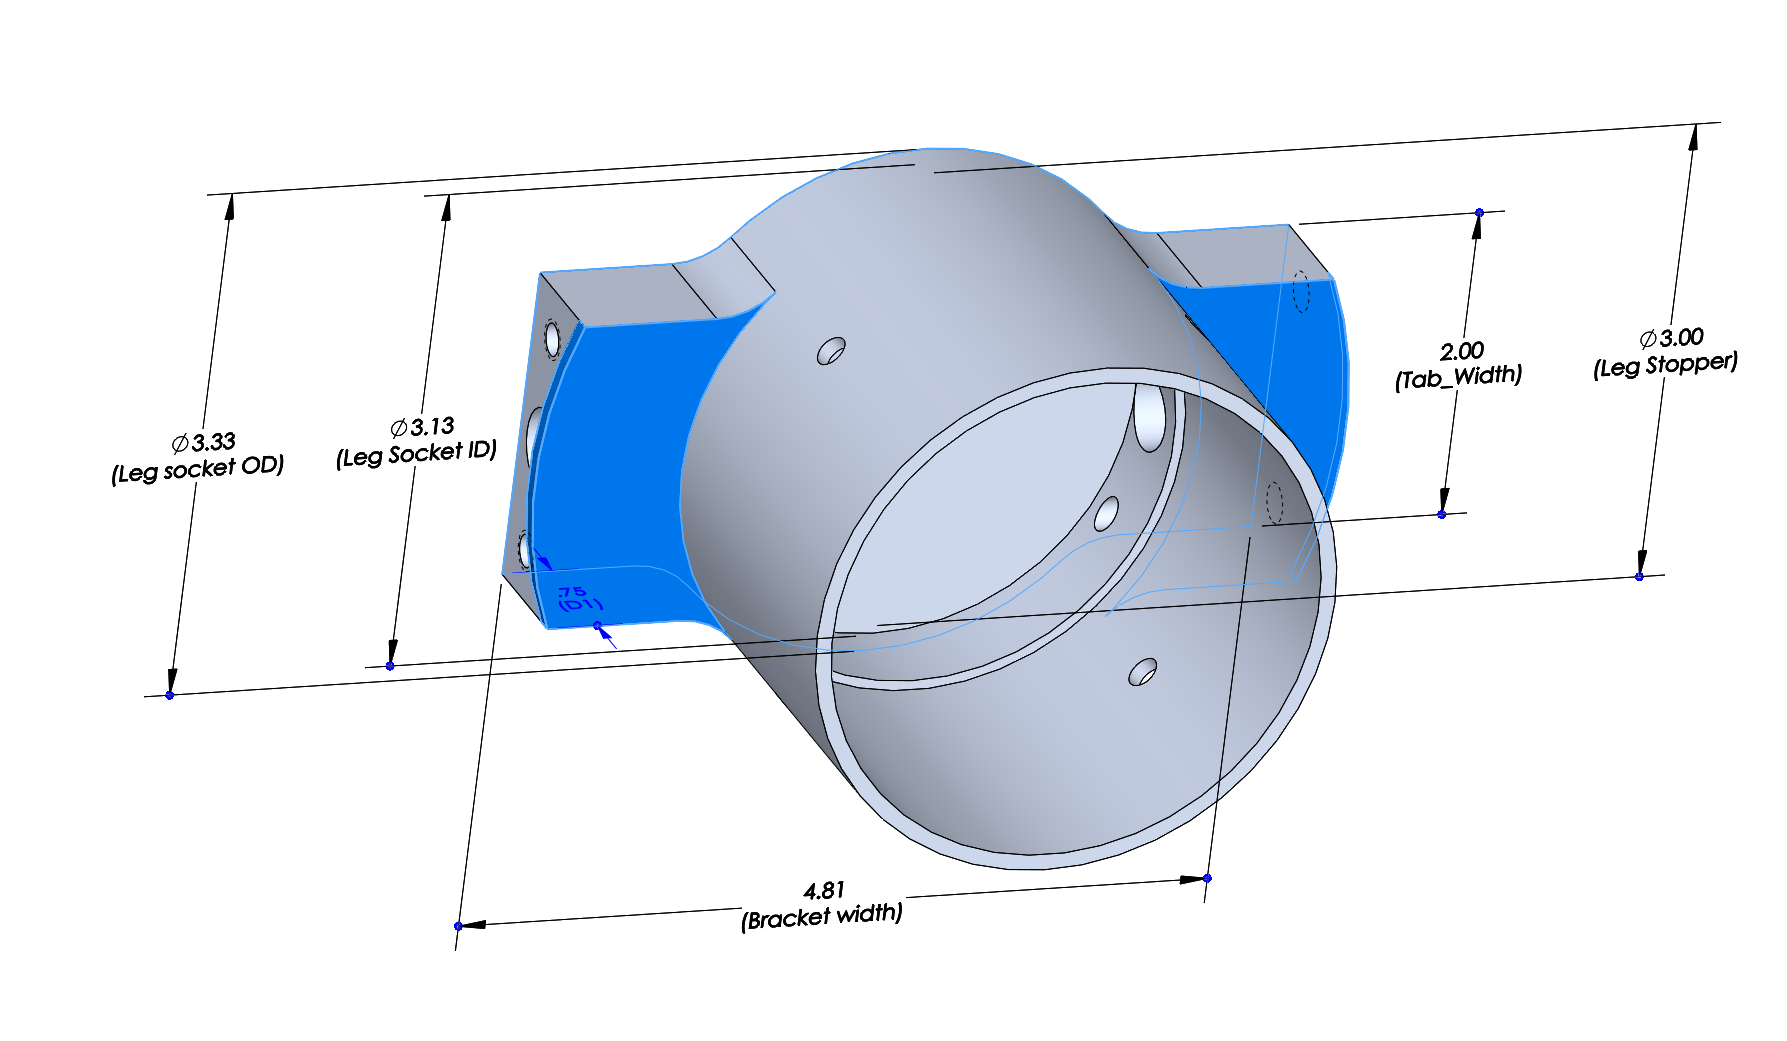 ∅3.33
(Leg socket OD)
∅3.13
(Leg Socket ID)
2.00
(Tab_Width)
∅3.00
(Leg Stopper)
.75
(D1)
4.81
(Bracket width)